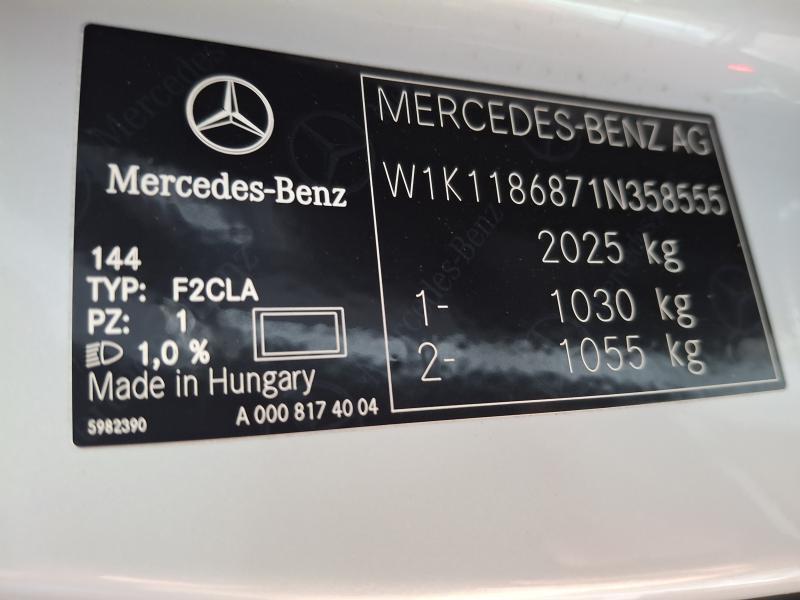 Mercedes-Benz
144
TYP: F2CLA
PZ: 1
1,0 %
Made in Hungary
S982390
A 000 817 40 04
MERCEDES-BENZ AG
W1K1186871N358555
2025 kg
1- 1030 kg
2- 1055 kg